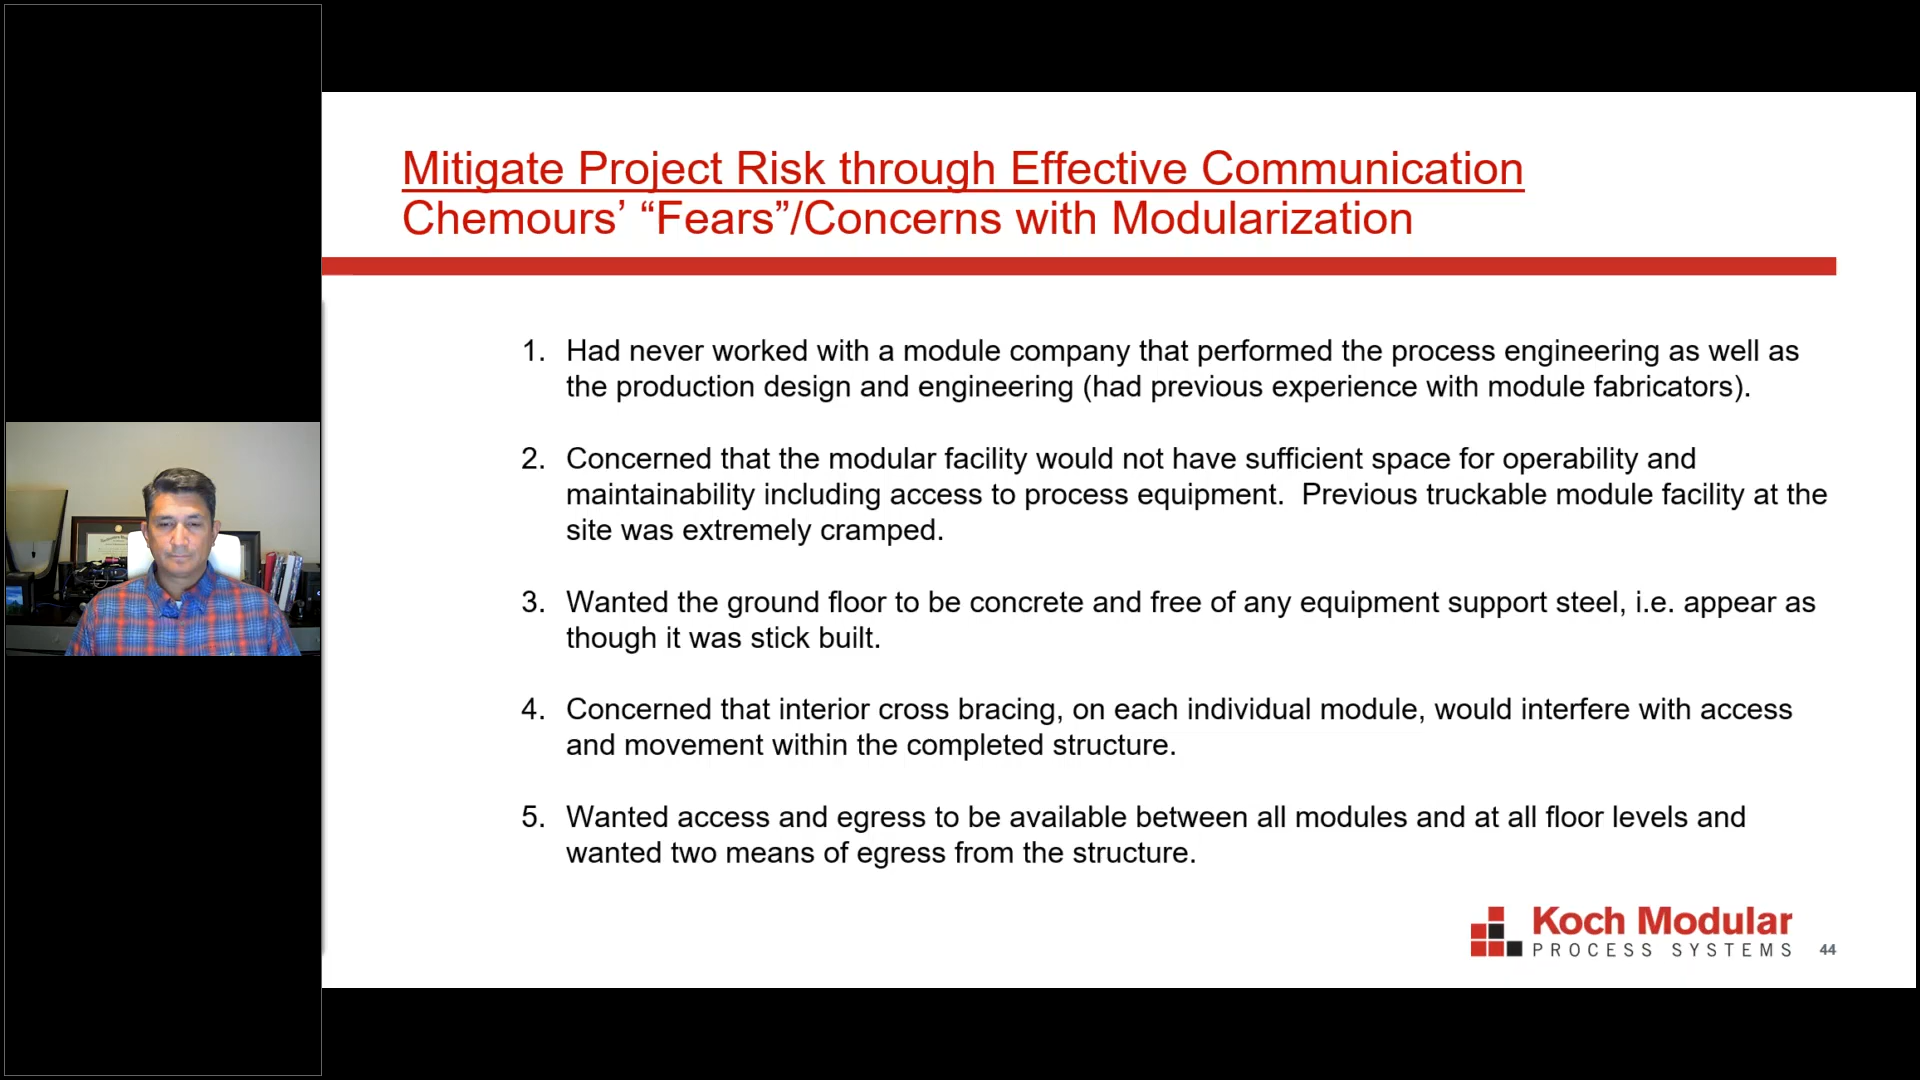 Mitigate Project Risk through Effective Communication
Chemours’ “Fears”/Concerns with Modularization
1. Had never worked with a module company that performed the process engineering as well as
the production design and engineering (had previous experience with module fabricators).
2. Concerned that the modular facility would not have sufficient space for operability and
maintainability including access to process equipment.  Previous truckable module facility at the
site was extremely cramped.
3. Wanted the ground floor to be concrete and free of any equipment support steel, i.e. appear as
though it was stick built.
4. Concerned that interior cross bracing, on each individual module, would interfere with access
and movement within the completed structure.
5. Wanted access and egress to be available between all modules and at all floor levels and
wanted two means of egress from the structure.
Koch Modular
PROCESS SYSTEMS
44